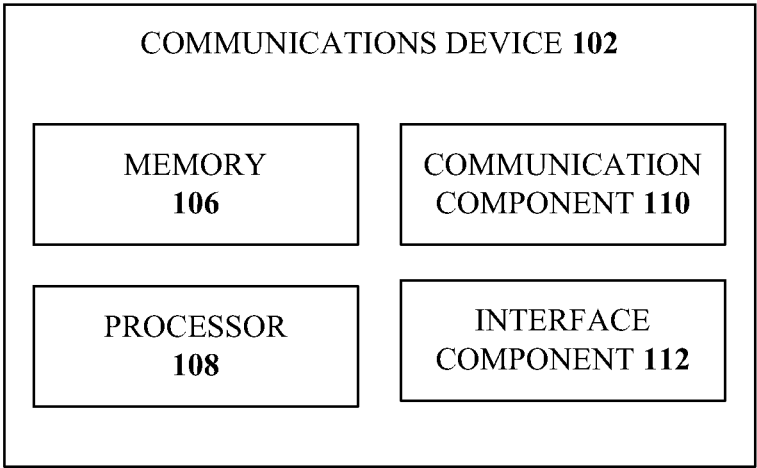 COMMUNICATIONS DEVICE 102
MEMORY
106
COMMUNICATION
COMPONENT 110
PROCESSOR
108
INTERFACE
COMPONENT 112